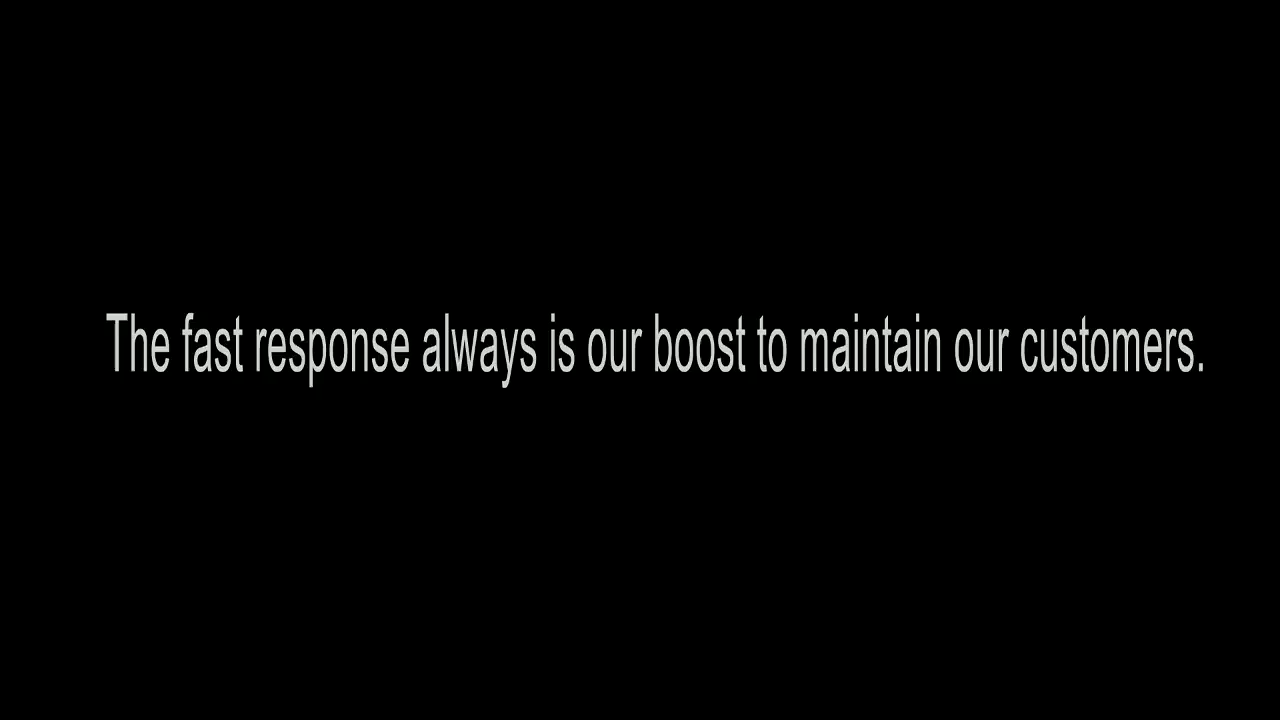 The fast response always is our boost to maintain our customers.